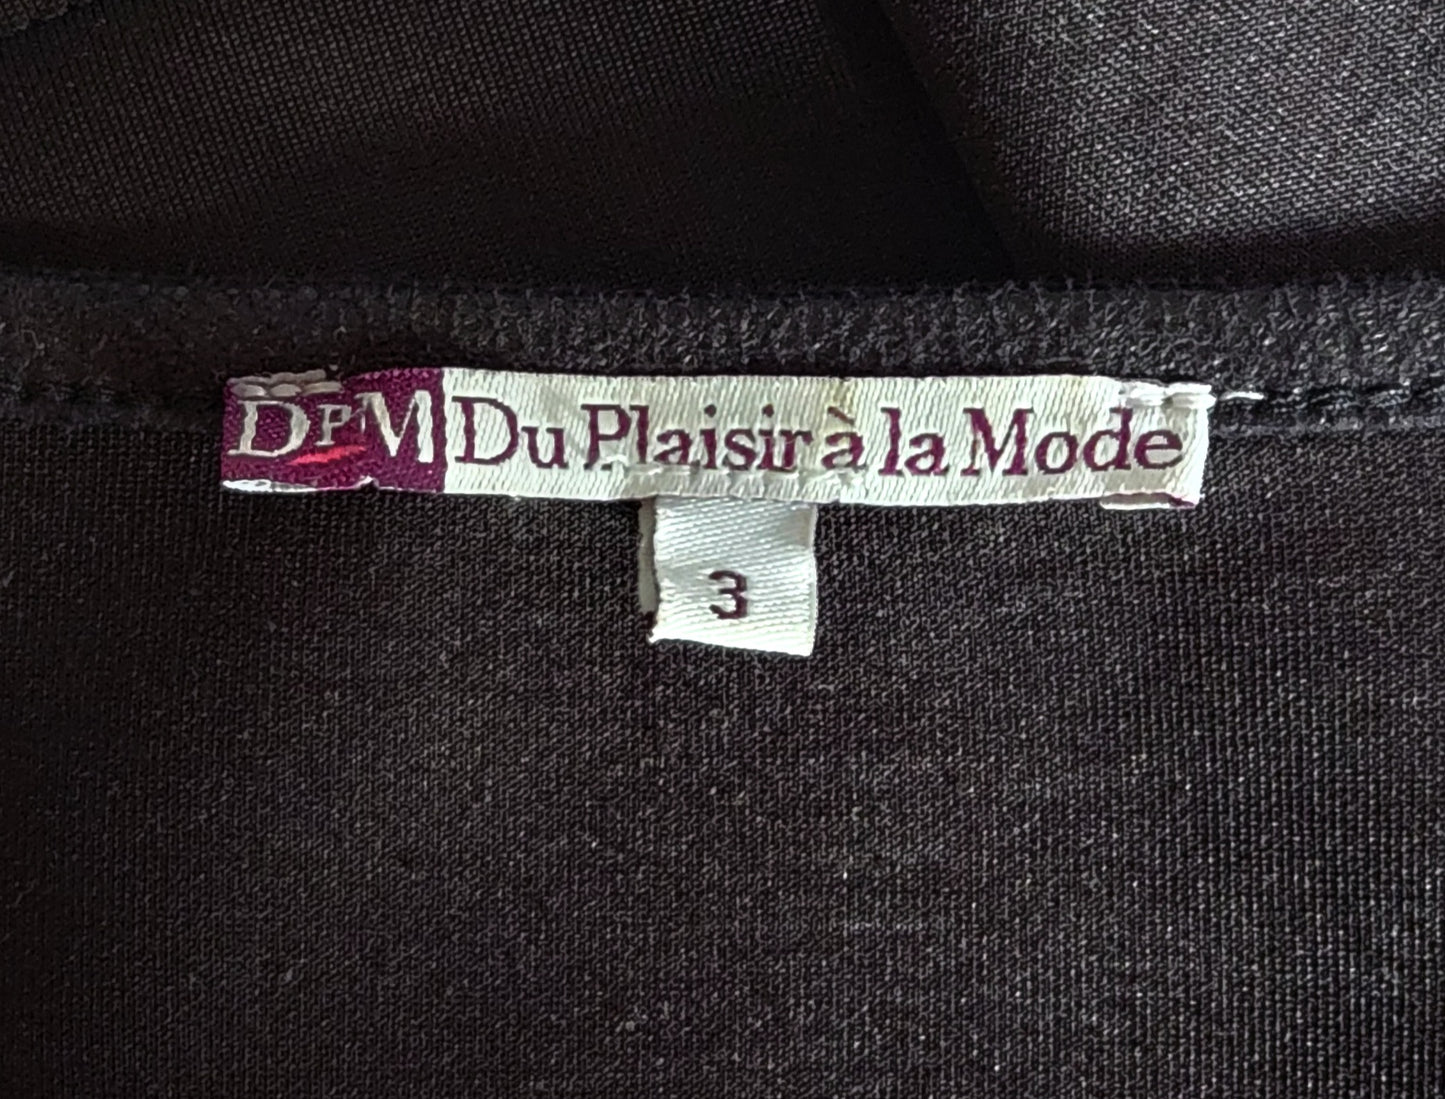 DPM Du Plaisir à la Mode
3